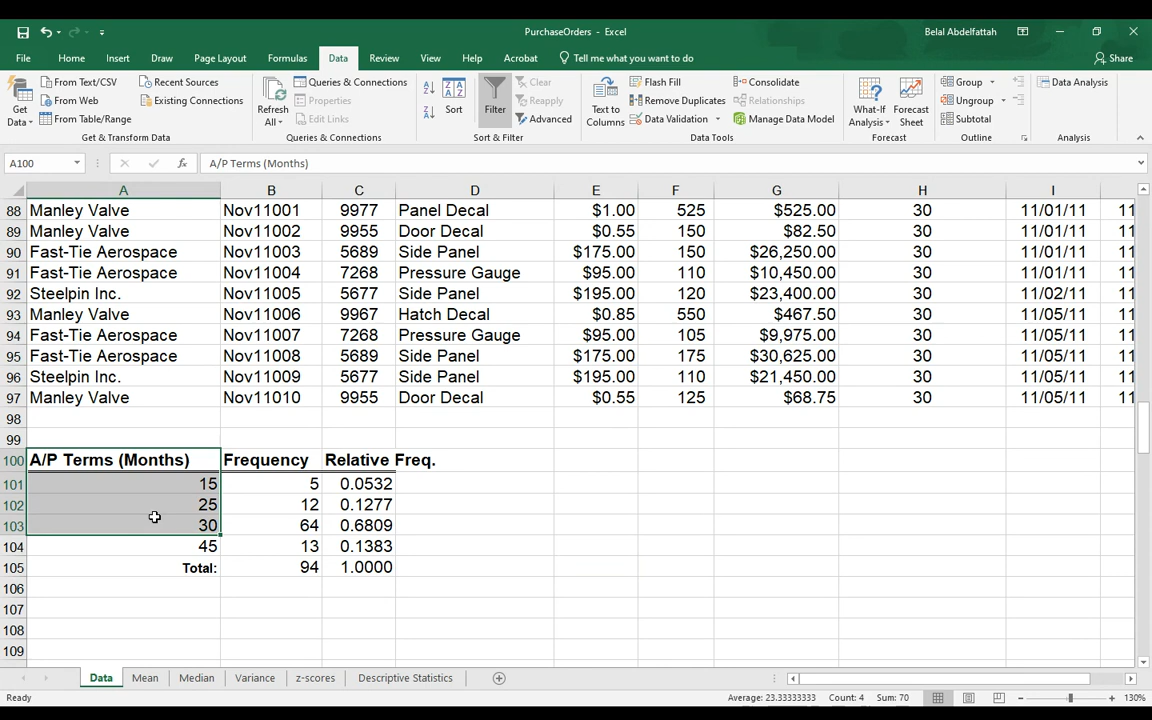 PurchaseOrders - Excel
Belal Abdelfattah
File Home Insert Draw Page Layout Formulas Data Review View Help Acrobat Tell me what you want to do Share
Get Data
From Text/CSV
From Web
From Table/Range
Recent Sources
Existing Connections
Get & Transform Data
Refresh All
Queries & Connections
Properties
Edit Links
Queries & Connections
Sort
Filter
Clear
Reapply
Advanced
Sort & Filter
Text to Columns
Flash Fill
Remove Duplicates
Data Validation
Consolidate
Relationships
Manage Data Model
Data Tools
What-If Analysis
Forecast Sheet
Forecast
Group
Ungroup
Subtotal
Outline
Data Analysis
Analysis
A100 fx A/P Terms (Months)
A B C D E F G H I
88 Manley Valve Nov11001 9977 Panel Decal $1.00 525 $525.00 30 11/01/11 11
89 Manley Valve Nov11002 9955 Door Decal $0.55 150 $82.50 30 11/01/11 11
90 Fast-Tie Aerospace Nov11003 5689 Side Panel $175.00 150 $26,250.00 30 11/01/11 11
91 Fast-Tie Aerospace Nov11004 7268 Pressure Gauge $95.00 110 $10,450.00 30 11/01/11 11
92 Steelpin Inc. Nov11005 5677 Side Panel $195.00 120 $23,400.00 30 11/02/11 11
93 Manley Valve Nov11006 9967 Hatch Decal $0.85 550 $467.50 30 11/05/11 11
94 Fast-Tie Aerospace Nov11007 7268 Pressure Gauge $95.00 105 $9,975.00 30 11/05/11 11
95 Fast-Tie Aerospace Nov11008 5689 Side Panel $175.00 175 $30,625.00 30 11/05/11 11
96 Steelpin Inc. Nov11009 5677 Side Panel $195.00 110 $21,450.00 30 11/05/11 11
97 Manley Valve Nov11010 9955 Door Decal $0.55 125 $68.75 30 11/05/11 11
98
99
100 A/P Terms (Months) Frequency Relative Freq.
101 15 5 0.0532
102 25 12 0.1277
103 30 64 0.6809
104 45 13 0.1383
105 Total: 94 1.0000
106
107
108
109
Data Mean Median Variance z-scores Descriptive Statistics
Ready Average: 23.33333333 Count: 4 Sum: 70 130%